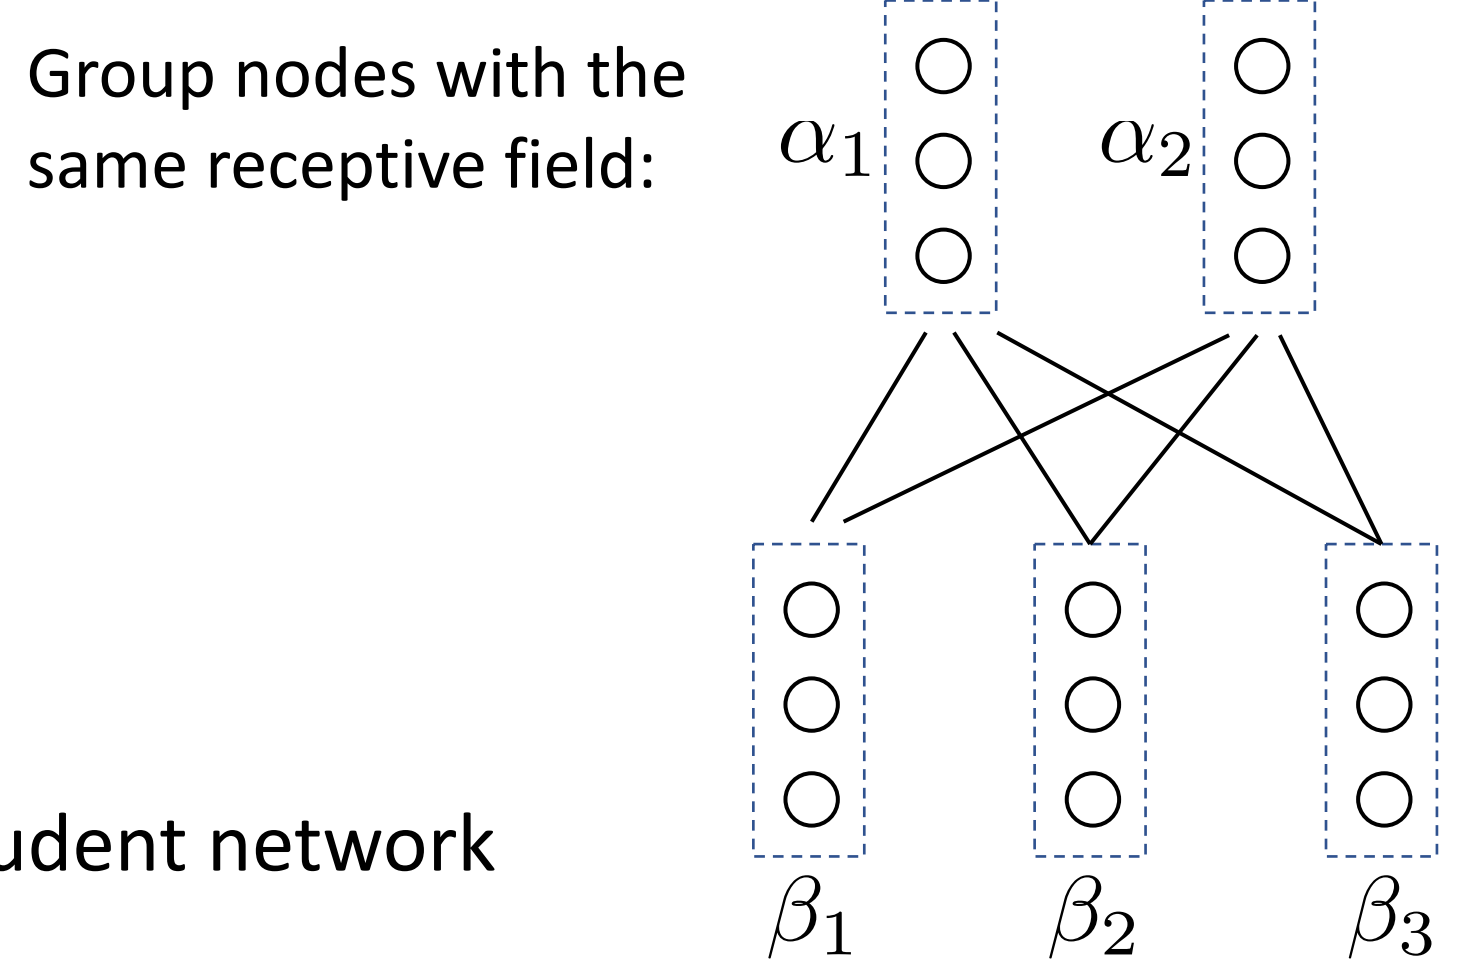 Group nodes with the
same receptive field:
α₁
α₂
udent network
β₁
β₂
β₃